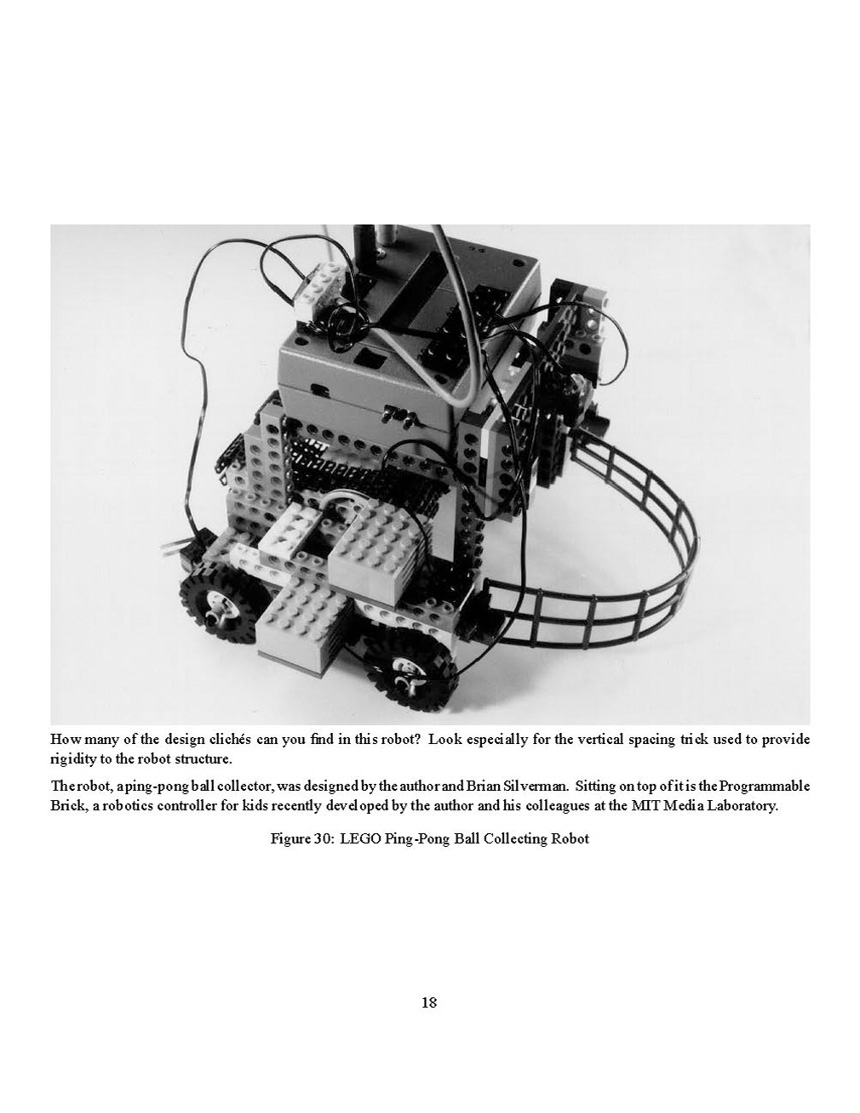 How many of the design clichés can you find in this robot? Look especially for the vertical spacing trick used to provide
rigidity to the robot structure.
The robot, a ping-pong ball collector, was designed by the author and Brian Silverman. Sitting on top of it is the Programmable
Brick, a robotics controller for kids recently developed by the author and his colleagues at the MIT Media Laboratory.
Figure 30: LEGO Ping-Pong Ball Collecting Robot
18